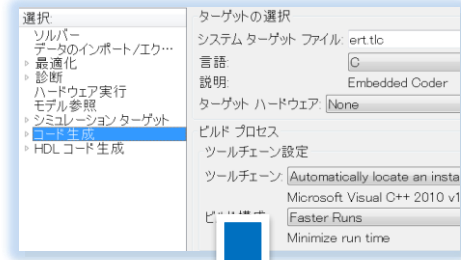 選択:
ソルバー
データのインポート/エク…
最適化
診断
ハードウェア実行
モデル参照
シミュレーション ターゲット
コード生成
HDL コード生成
ターゲットの選択
システム ターゲット ファイル: ert.tlc
言語: C
説明: Embedded Coder
ターゲット ハードウェア: None
ビルド プロセス
ツールチェーン設定
ツールチェーン: Automatically locate an insta
Microsoft Visual C++ 2010 v1
Faster Runs
Minimize run time